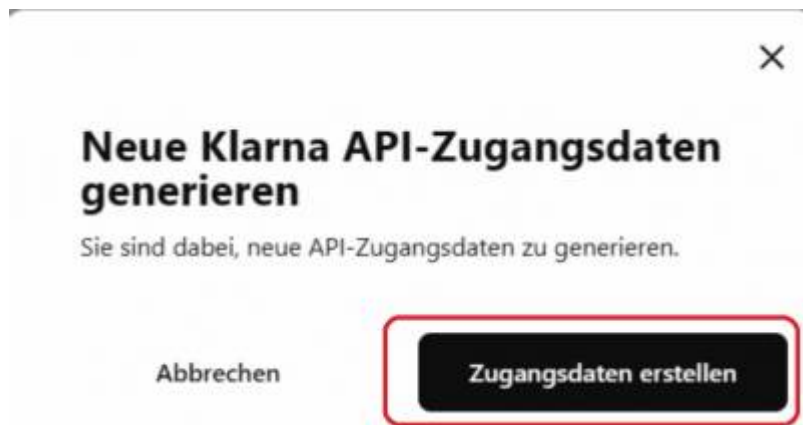 Neue Klarna API-Zugangsdaten
generieren
Sie sind dabei, neue API-Zugangsdaten zu generieren.
Abbrechen
Zugangsdaten erstellen